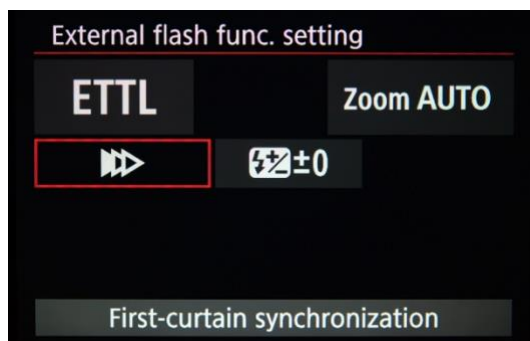 External flash func. setting
ETTL Zoom AUTO
±0
First-curtain synchronization